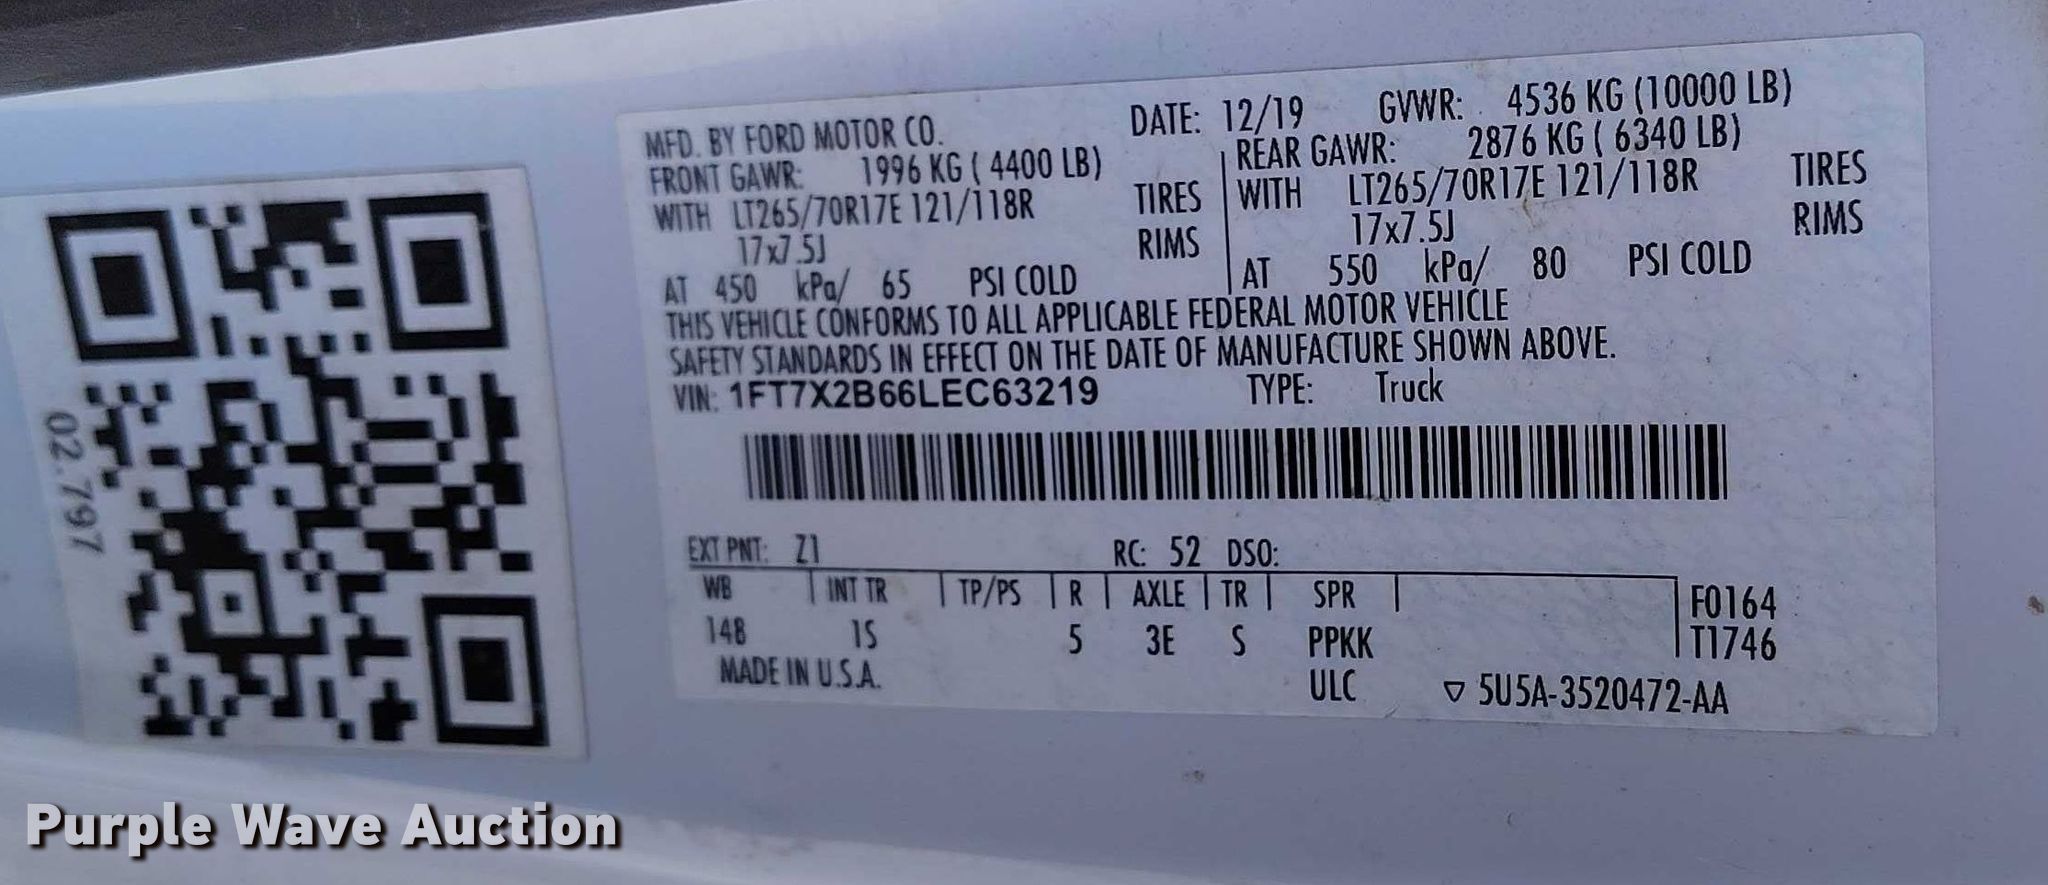 MFD. BY FORD MOTOR CO. DATE: 12/19 GVWR: 4536 KG (10000 LB)
FRONT GAWR: 1996 KG ( 4400 LB) REAR GAWR: 2876 KG ( 6340 LB)
WITH LT265/70R17E 121/118R TIRES WITH LT265/70R17E 121/118R TIRES
17x7.5J RIMS 17x7.5J RIMS
AT 450 kPa/ 65 PSI COLD AT 550 kPa/ 80 PSI COLD
THIS VEHICLE CONFORMS TO ALL APPLICABLE FEDERAL MOTOR VEHICLE
SAFETY STANDARDS IN EFFECT ON THE DATE OF MANUFACTURE SHOWN ABOVE.
VIN: 1FT7X2B66LEC63219 TYPE: Truck
EXT PNT: Z1 RC: 52 DSO:
WB INT TR TP/PS R AXLE TR SPR F0164
148 1S 5 3E S PPKK T1746
MADE IN U.S.A. ULC 5U5A-3520472-AA
02.797
Purple Wave Auction